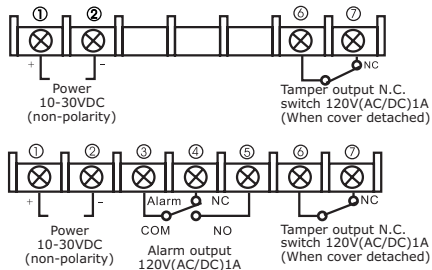 ① ② ⑥ ⑦
+ – NC
Power
10-30VDC
(non-polarity)
Tamper output N.C.
switch 120V(AC/DC)1A
(When cover detached)
① ② ③ ④ ⑤ ⑥ ⑦
+ – Alarm NC NC
COM NO
Power
10-30VDC
(non-polarity)
Alarm output
120V(AC/DC)1A
Tamper output N.C.
switch 120V(AC/DC)1A
(When cover detached)